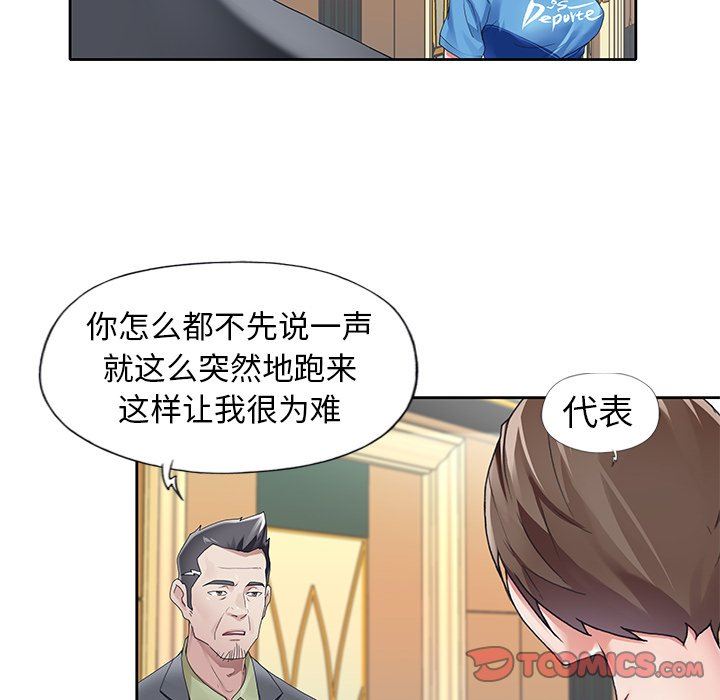 's
Deporte
你怎么都不先说一声
就这么突然地跑来
这样让我很为难
代表
TOOMICS.COM